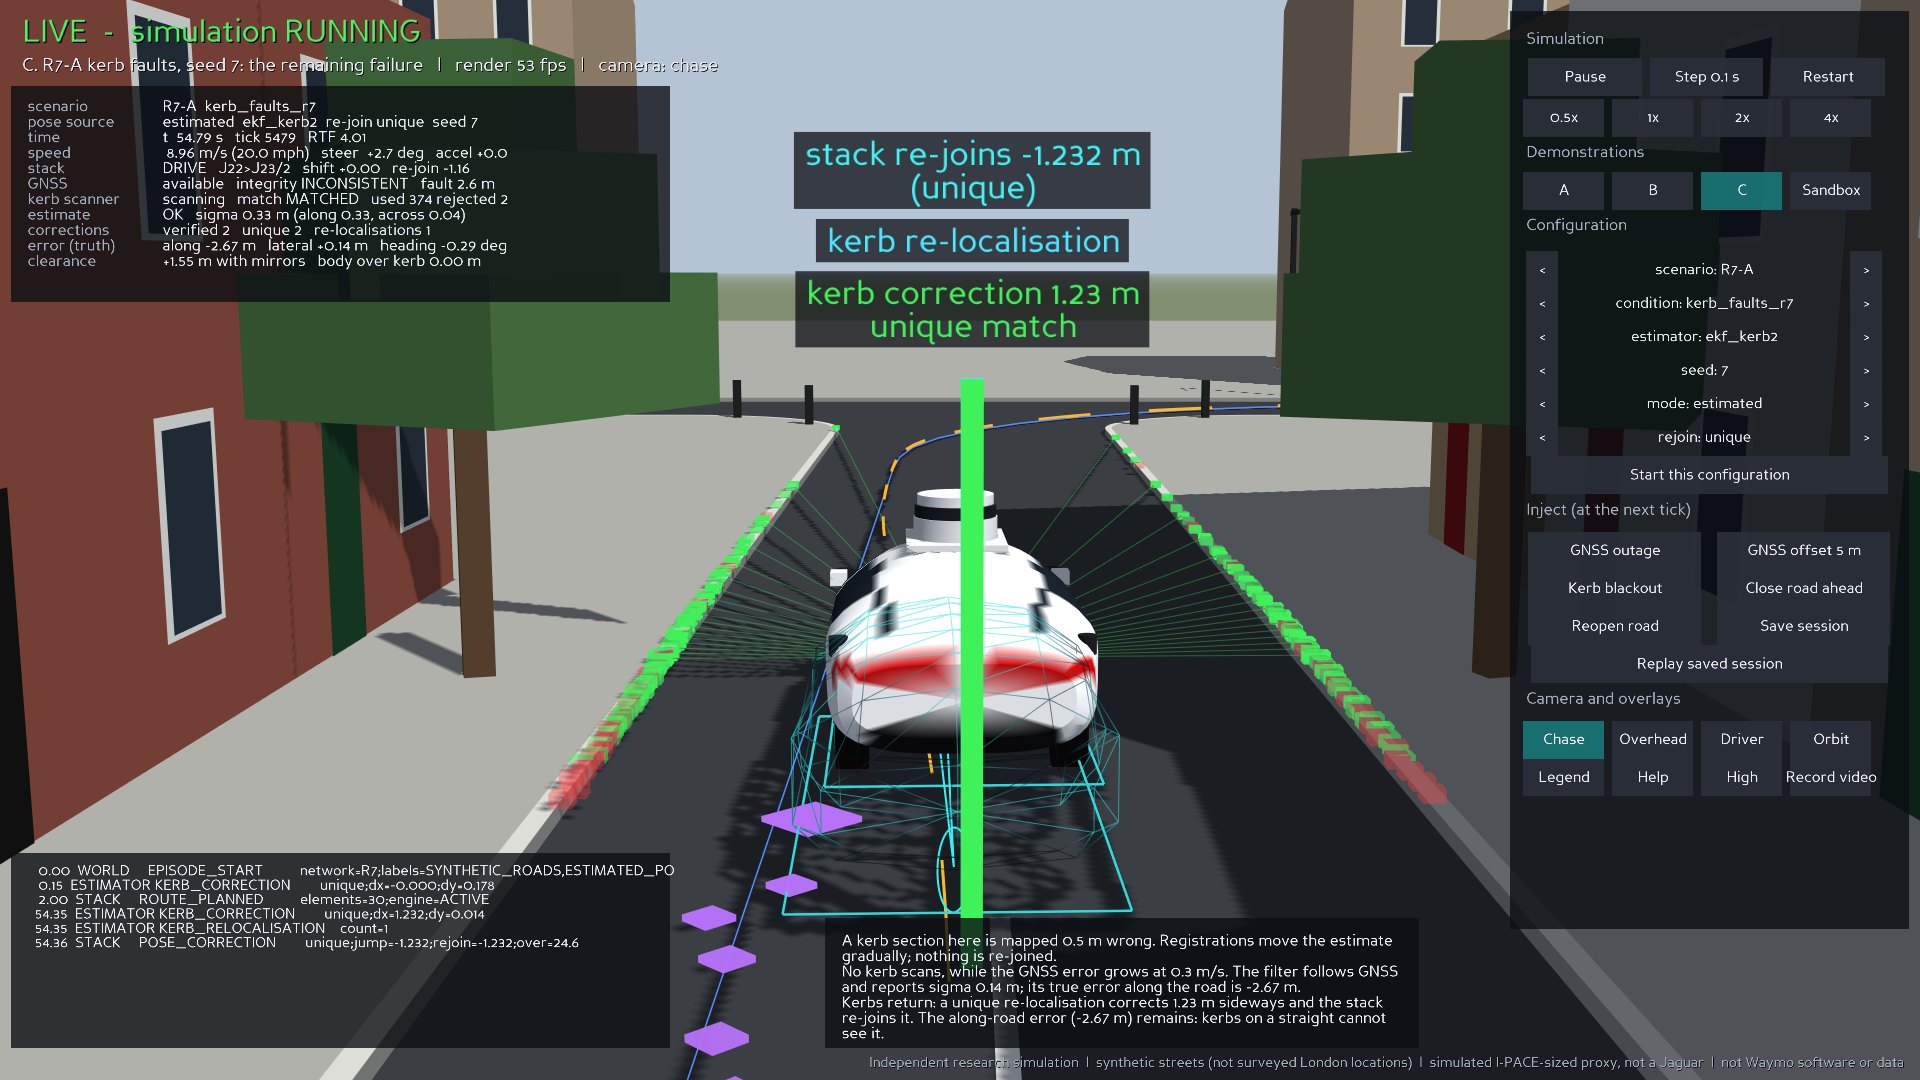 LIVE - simulation RUNNING
C. R7-A kerb faults, seed 7: the remaining failure | render 53 fps | camera: chase
scenario R7-A kerb_faults_r7
pose source estimated ekf_kerb2 re-join unique seed 7
time t 54.79 s tick 5479 RTF 4.01
speed 8.96 m/s (20.0 mph) steer +2.7 deg accel +0.0
stack DRIVE J22>J23/2 shift +0.00 re-join -1.16
GNSS available integrity INCONSISTENT fault 2.6 m
kerb scanner scanning match MATCHED used 374 rejected 2
estimate OK sigma 0.33 m (along 0.33, across 0.04)
corrections verified 2 unique 2 re-localisations 1
error (truth) along -2.67 m lateral +0.14 m heading -0.29 deg
clearance +1.55 m with mirrors body over kerb 0.00 m
stack re-joins -1.232 m
(unique)
kerb re-localisation
kerb correction 1.23 m
unique match
Simulation
Pause Step 0.1 s Restart
0.5x 1x 2x 4x
Demonstrations
A B C Sandbox
Configuration
< scenario: R7-A >
< condition: kerb_faults_r7 >
< estimator: ekf_kerb2 >
< seed: 7 >
< mode: estimated >
< rejoin: unique >
Start this configuration
Inject (at the next tick)
GNSS outage GNSS offset 5 m
Kerb blackout Close road ahead
Reopen road Save session
Replay saved session
Camera and overlays
Chase Overhead Driver Orbit
Legend Help High Record video
0.00 WORLD EPISODE_START network=R7;labels=SYNTHETIC_ROADS,ESTIMATED_PO
0.15 ESTIMATOR KERB_CORRECTION unique;dx=-0.000;dy=0.178
2.00 STACK ROUTE_PLANNED elements=30;engine=ACTIVE
54.35 ESTIMATOR KERB_CORRECTION unique;dx=1.232;dy=0.014
54.35 ESTIMATOR KERB_RELOCALISATION count=1
54.36 STACK POSE_CORRECTION unique;jump=-1.232;rejoin=-1.232;over=24.6
A kerb section here is mapped 0.5 m wrong. Registrations move the estimate
gradually; nothing is re-joined.
No kerb scans, while the GNSS error grows at 0.3 m/s. The filter follows GNSS
and reports sigma 0.14 m; its true error along the road is -2.67 m.
Kerbs return: a unique re-localisation corrects 1.23 m sideways and the stack
re-joins it. The along-road error (-2.67 m) remains: kerbs on a straight cannot
see it.
Independent research simulation | synthetic streets (not surveyed London locations) | simulated I-PACE-sized proxy, not a Jaguar | not Waymo software or data